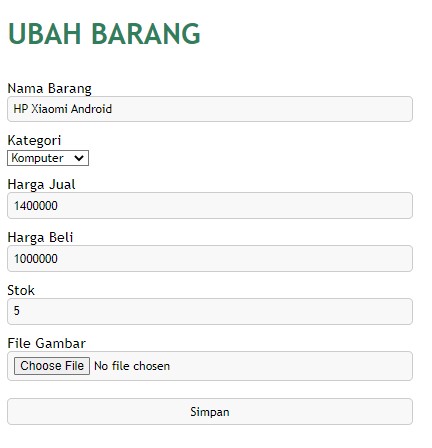 UBAH BARANG
Nama Barang
HP Xiaomi Android
Kategori
Komputer
Harga Jual
1400000
Harga Beli
1000000
Stok
5
File Gambar
Choose File No file chosen
Simpan